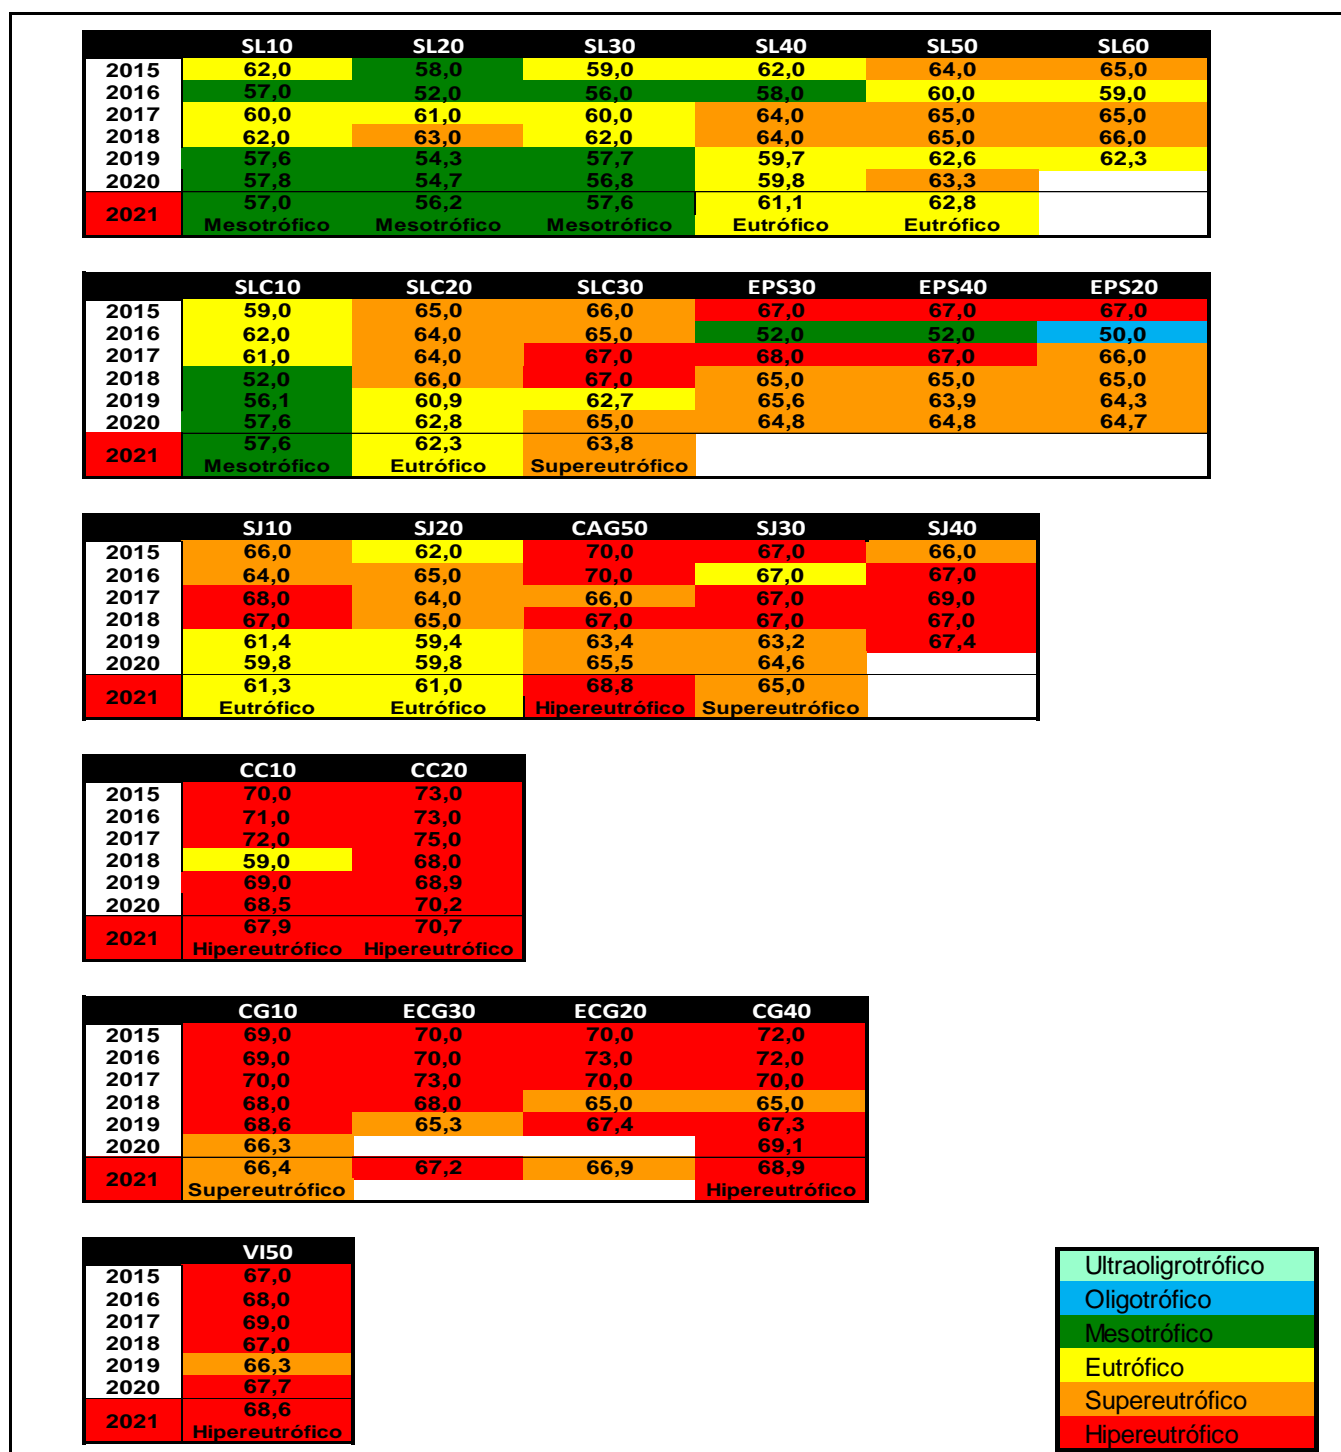 SL10 SL20 SL30 SL40 SL50 SL60
2015 62,0 58,0 59,0 62,0 64,0 65,0
2016 57,0 52,0 56,0 58,0 60,0 59,0
2017 60,0 61,0 60,0 64,0 65,0 65,0
2018 62,0 63,0 62,0 64,0 65,0 66,0
2019 57,6 54,3 57,7 59,7 62,6 62,3
2020 57,8 54,7 56,8 59,8 63,3
2021 57,0 56,2 57,6 61,1 62,8
Mesotrófico Mesotrófico Mesotrófico Eutrófico Eutrófico
SLC10 SLC20 SLC30 EPS30 EPS40 EPS20
2015 59,0 65,0 66,0 67,0 67,0 67,0
2016 62,0 64,0 65,0 52,0 52,0 50,0
2017 61,0 64,0 67,0 68,0 67,0 66,0
2018 52,0 66,0 67,0 65,0 65,0 65,0
2019 56,1 60,9 62,7 65,6 63,9 64,3
2020 57,6 62,8 65,0 64,8 64,8 64,7
2021 57,6 62,3 63,8
Mesotrófico Eutrófico Supereutrófico
SJ10 SJ20 CAG50 SJ30 SJ40
2015 66,0 62,0 70,0 67,0 66,0
2016 64,0 65,0 70,0 67,0 67,0
2017 68,0 64,0 66,0 67,0 69,0
2018 67,0 65,0 67,0 67,0 67,0
2019 61,4 59,4 63,4 63,2 67,4
2020 59,8 59,8 65,5 64,6
2021 61,3 61,0 68,8 65,0
Eutrófico Eutrófico Hipereutrófico Supereutrófico
CC10 CC20
2015 70,0 73,0
2016 71,0 73,0
2017 72,0 75,0
2018 59,0 68,0
2019 69,0 68,9
2020 68,5 70,2
2021 67,9 70,7
Hipereutrófico Hipereutrófico
CG10 ECG30 ECG20 CG40
2015 69,0 70,0 70,0 72,0
2016 69,0 70,0 73,0 72,0
2017 70,0 73,0 70,0 70,0
2018 68,0 68,0 65,0 65,0
2019 68,6 65,3 67,4 67,3
2020 66,3 69,1
2021 66,4 67,2 66,9 68,9
Supereutrófico Hipereutrófico
VI50
2015 67,0
2016 68,0
2017 69,0
2018 67,0
2019 66,3
2020 67,7
2021 68,6
Hipereutrófico
Ultraoligrotrófico
Oligotrófico
Mesotrófico
Eutrófico
Supereutrófico
Hipereutrófico